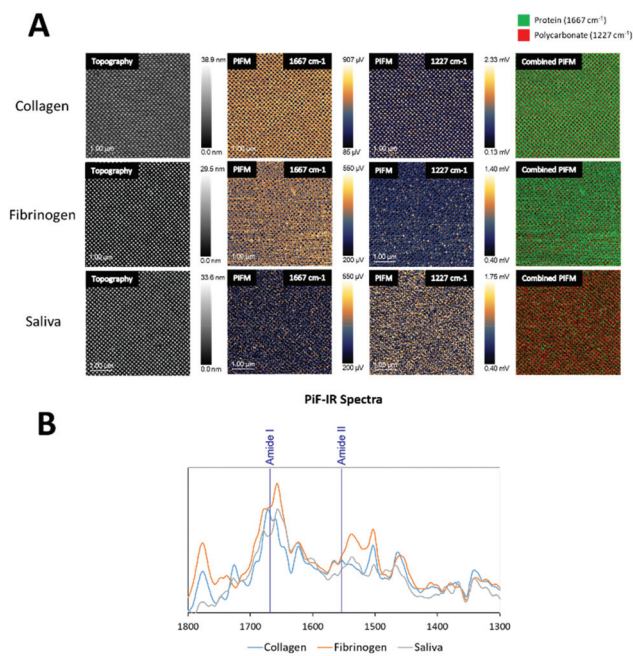 A
Protein (1667 cm-1)
Polycarbonate (1227 cm-1)
Collagen
Topography
1.00 µm
38.9 nm
0.0 nm
PIFM 1667 cm-1
907 µV
85 µV
PIFM 1227 cm-1
2.33 mV
0.13 mV
Combined PIFM
Fibrinogen
Topography
1.00 µm
29.5 nm
0.0 nm
PIFM 1667 cm-1
1.00 µm
560 µV
200 µV
PIFM 1227 cm-1
1.00 µm
1.40 mV
0.40 mV
Combined PIFM
Saliva
Topography
1.00 µm
33.6 nm
0.0 nm
PIFM 1667 cm-1
1.00 µm
550 µV
200 µV
PIFM 1227 cm-1
1.00 µm
1.75 mV
0.40 mV
Combined PIFM
PiF-IR Spectra
B
Amide I
Amide II
1800 1700 1600 1500 1400 1300
Collagen Fibrinogen Saliva